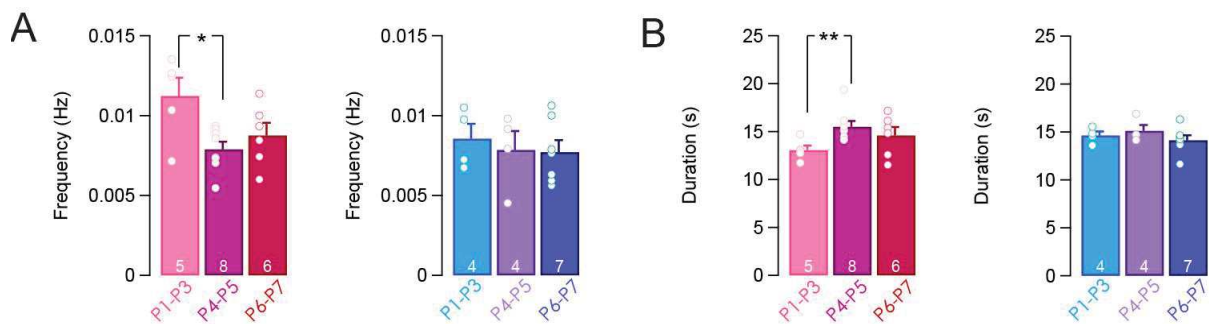 A
Frequency (Hz)
0.015
0.01
0.005
0
*
5
8
6
P1-P3
P4-P5
P6-P7
Frequency (Hz)
0.015
0.01
0.005
0
4
4
7
P1-P3
P4-P5
P6-P7
B
Duration (s)
25
20
15
10
5
0
**
5
8
6
P1-P3
P4-P5
P6-P7
Duration (s)
25
20
15
10
5
0
4
4
7
P1-P3
P4-P5
P6-P7